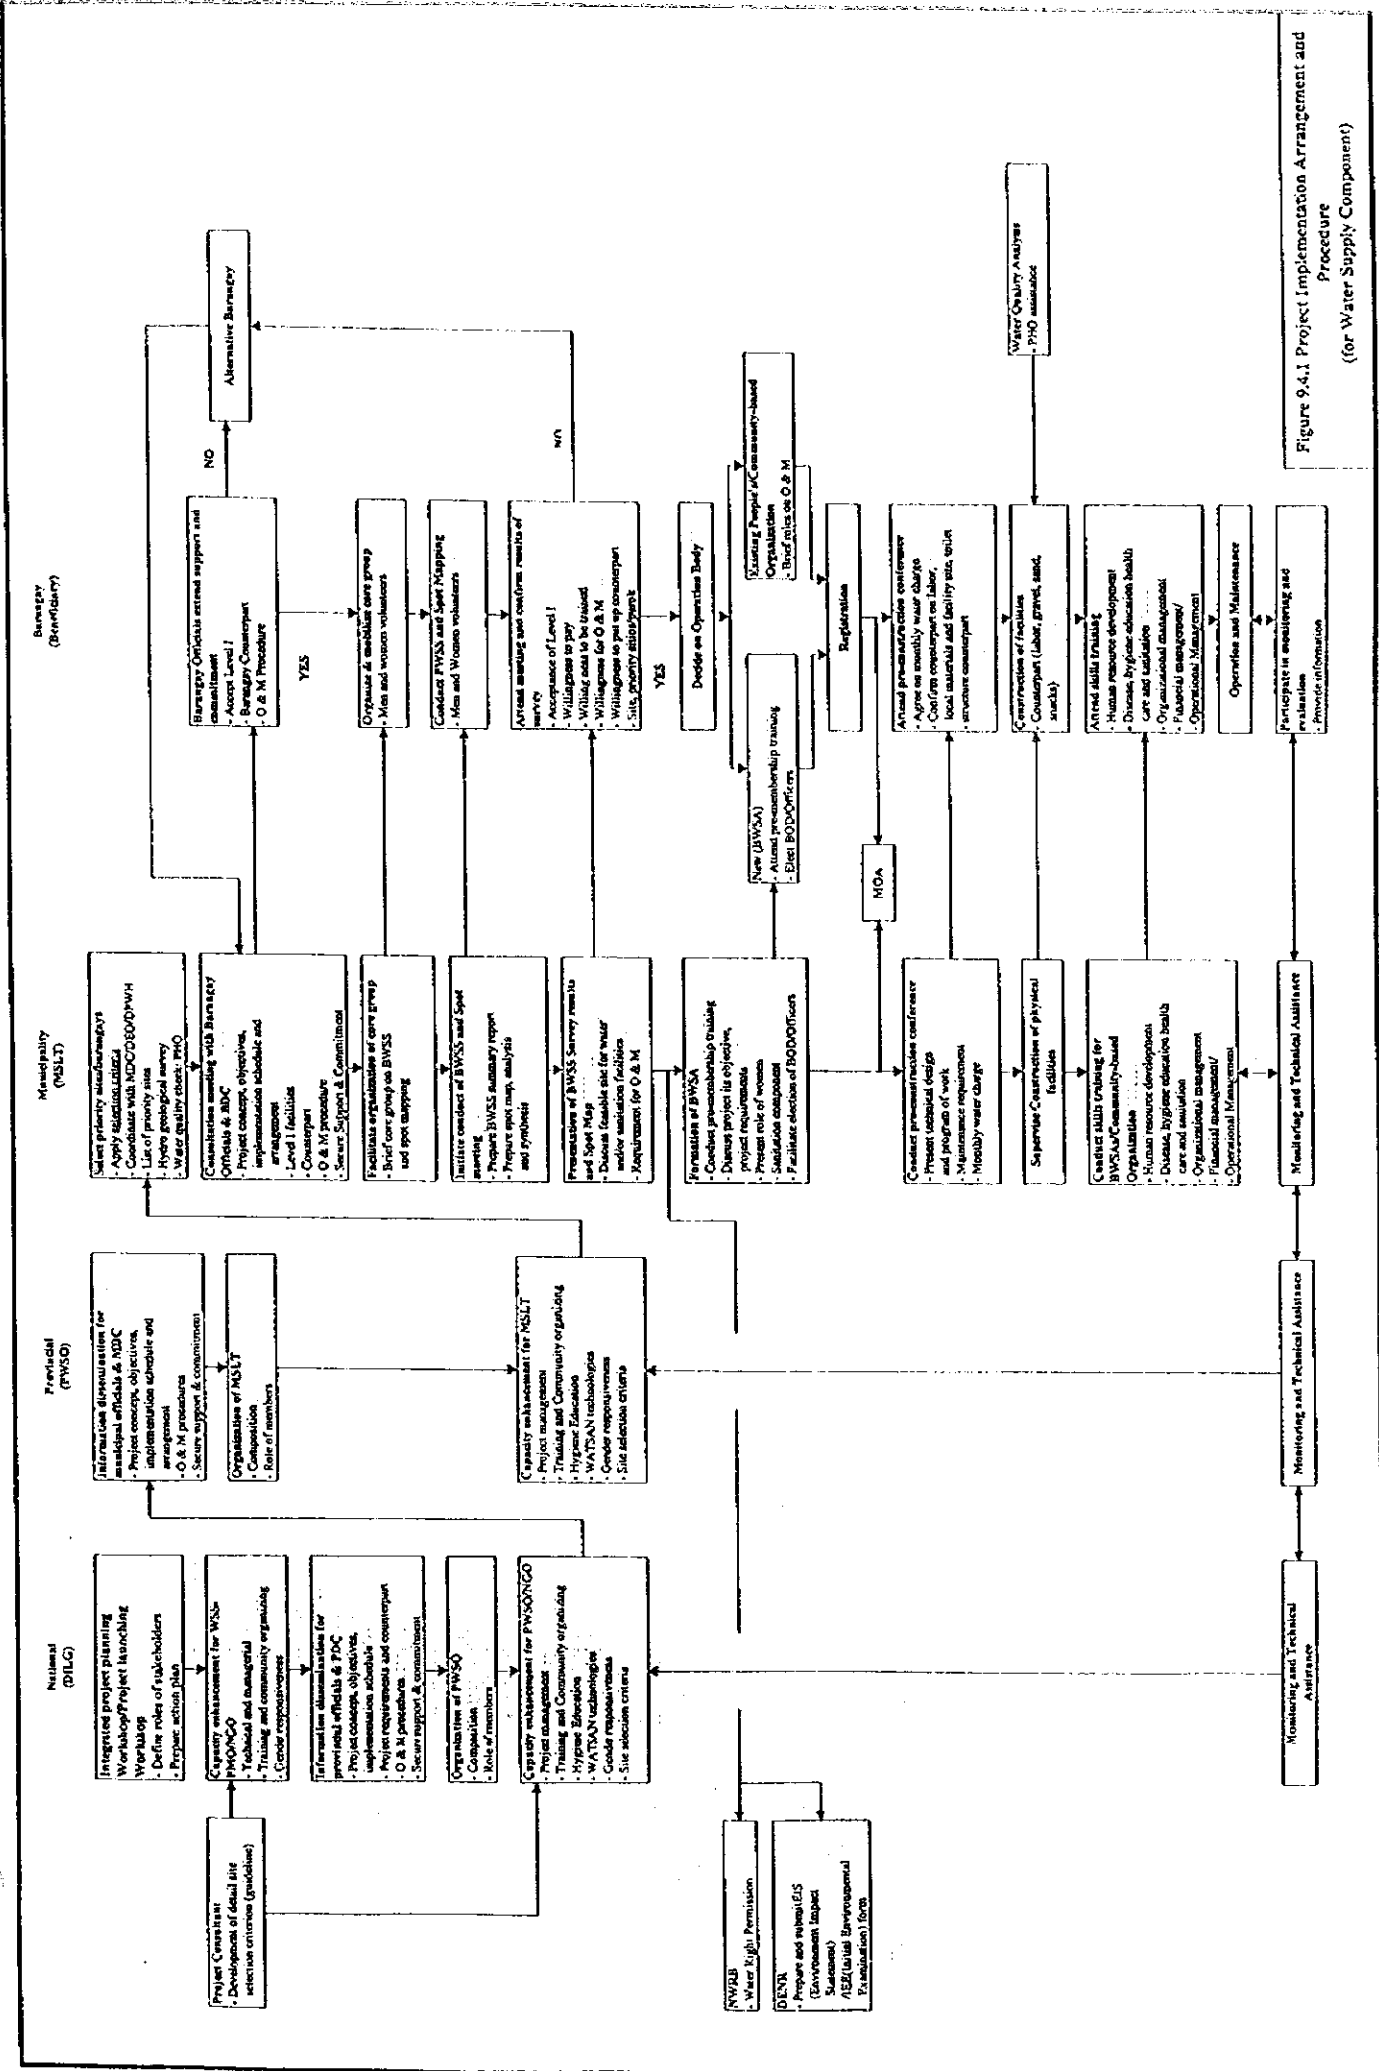 National
(DILG)
Provincial
(PWSO)
Municipality
(MSLT)
Barangay
(Beneficiary)
Project Consultant
- Development of detail site
selection criterion (guideline)
NWRB
- Water Right Permission
DENR
- Prepare and submit EIS
(Environment Impact
Statement)
/IEE(Initial Environmental
Examination) form
Integrated project planning
Workshop/Project launching
Workshop
- Define roles of stakeholders
- Prepare action plan
Capacity enhancement for WSS-
PMO/NGO
- Technical and managerial
- Training and community organizing
- Gender responsiveness
Information dissemination for
provincial officials & PDC
- Project concept, objectives,
implementation schedule
- Project requirements and counterpart
- O & M procedures
- Secure support & commitment
Organization of PWSO
- Composition
- Role of members
Capacity enhancement for PWSO/NGO
- Project management
- Training and Community organizing
- Hygiene Education
- WATSAN technologies
- Gender responsiveness
- Site selection criteria
Monitoring and Technical
Assistance
Information dissemination for
municipal officials & MDC
- Project concept, objectives,
implementation schedule and
arrangement
- O & M procedures
- Secure support & commitment
Organization of MSLT
- Composition
- Role of members
Capacity enhancement for MSLT
- Project management
- Training and Community organizing
- Hygiene Education
- WATSAN technologies
- Gender responsiveness
- Site selection criteria
Monitoring and Technical Assistance
Select priority sites/barangays
- Apply selection criteria
- Coordinate with MDC/DEO/DPWH
- List of priority sites
- Hydro geological survey
- Water quality check: PHO
Consultation meeting with Barangay
Officials & BDC
- Project concept, objectives,
implementation schedule and
arrangement
- Level I facilities
- Counterpart
- O & M procedure
- Secure Support & Commitment
Facilitate organization of core group
- Brief core group on BWSS
and spot mapping
Initiate conduct of BWSS and Spot
meeting
- Prepare BWSS summary report
- Prepare spot map, analysis
and synthesis
Presentation of BWSS Survey results
and Spot Map
- Discuss feasible site for water
and/or sanitation facilities
- Requirement for O & M
Formation of BWSA
- Conduct pre-membership training
- Discuss project its objective,
project requirements
- Present role of women
- Sanitation component
- Facilitate election of BOD/Officers
Conduct pre-construction conference
- Present technical design
and program of work
- Maintenance requirement
- Monthly water charge
Supervise Construction of physical
facilities
Conduct skills training for
BWSAs/Community-based
Organization
- Human resource development
- Disease, hygiene education health
care and sanitation
- Organizational management
- Financial management/
- Operational Management
Monitoring and Technical Assistance
MOA
Barangay Officials extend support and
commitment
- Accept Level I
- Barangay Counterpart
- O & M Procedure
NO
Alternative Barangay
YES
Organize & mobilize core group
- Men and women volunteers
Conduct PWSS and Spot Mapping
- Men and Women volunteers
Attend meeting and confirm results of
survey
- Acceptance of Level I
- Willingness to pay
- Willing ness to be trained
- Willingness for O & M
- Willingness to put up counterpart
- Site, priority sitios/purok
NO
YES
Decide on Operation Body
New (BWSA)
- Attend pre-membership training
- Elect BOD/Officers
Existing People's/Community-based
Organization
- Brief roles on O & M
Registration
Attend pre-construction conference
- Agree on monthly water charge
- Confirm counterpart on labor,
local materials and facility site, toilet
structure counterpart
Construction of facilities
- Counterpart (labor, gravel, sand,
snacks)
Water Quality Analysis
- PHO assistance
Attend skills training
- Human resource development
- Disease, hygiene education health
care and sanitation
- Organizational management
- Financial management/
- Operational Management
Operation and Maintenance
Participate in monitoring and
evaluation
- Provide information
Figure 9.4.1 Project Implementation Arrangement and
Procedure
(for Water Supply Component)